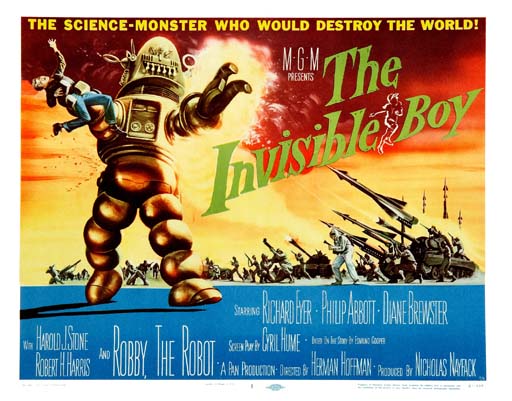 THE SCIENCE-MONSTER WHO WOULD DESTROY THE WORLD!
M-G-M
PRESENTS
The
Invisible Boy
STARRING RICHARD EYER · PHILIP ABBOTT · DIANE BREWSTER
WITH HAROLD J. STONE
ROBERT H. HARRIS AND ROBBY, THE ROBOT
SCREEN PLAY BY CYRIL HUME BASED ON THE STORY BY EDMUND COOPER
A PAN PRODUCTION · DIRECTED BY HERMAN HOFFMAN · PRODUCED BY NICHOLAS NAYFACK